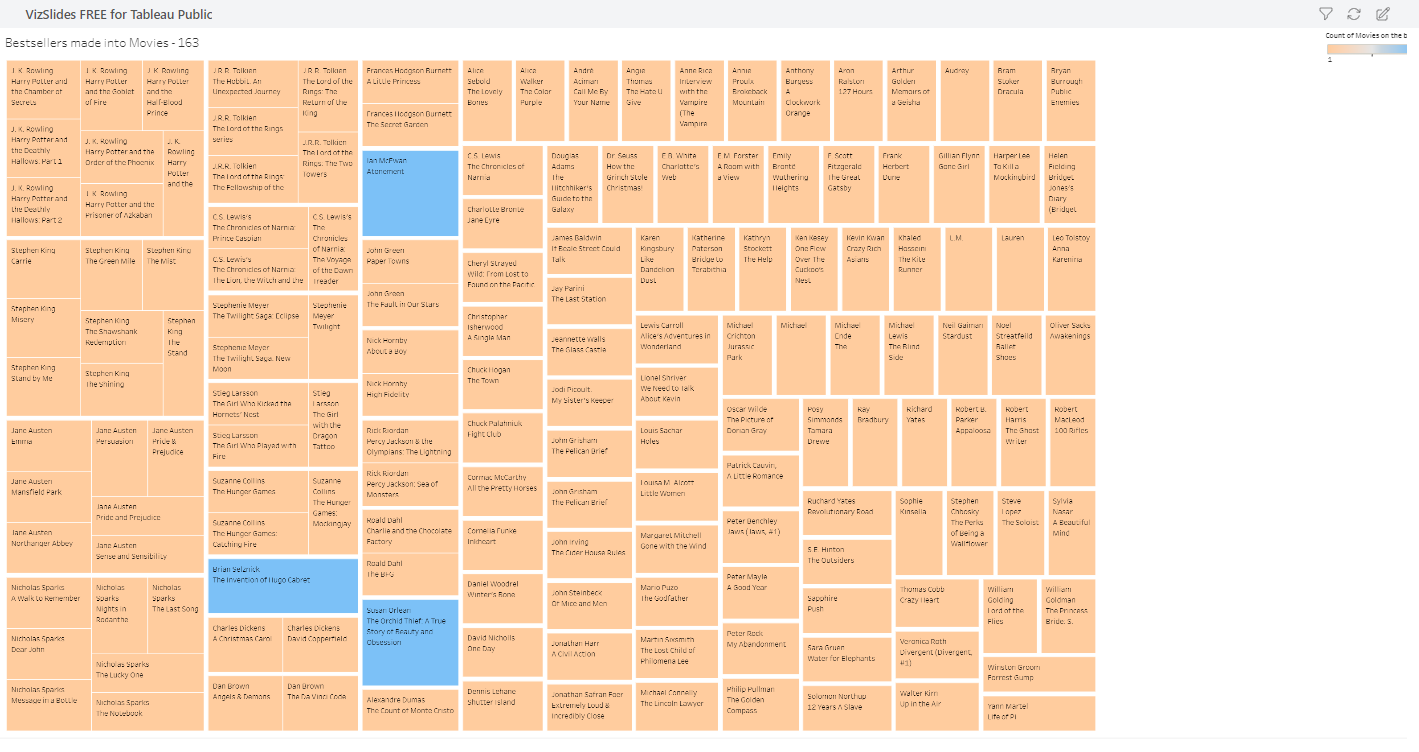 VizSlides FREE for Tableau Public
Bestsellers made into Movies - 163
Count of Movies on the b
1
J. K. Rowling
Harry Potter and
the Chamber of
Secrets
J. K. Rowling
Harry Potter
and the Goblet
of Fire
J. K. Rowling
Harry Potter
and the
Half-Blood
Prince
J. K. Rowling
Harry Potter and
the Deathly
Hallows. Part 1
J. K. Rowling
Harry Potter and the
Order of the Phoenix
J. K.
Rowling
Harry
Potter
and the
J. K. Rowling
Harry Potter and
the Deathly
Hallows: Part 2
J. K. Rowling
Harry Potter and the
Prisoner of Azkaban
Stephen King
Carrie
Stephen King
The Green Mile
Stephen King
The Mist
Stephen King
Misery
Stephen King
The Shawshank
Redemption
Stephen
King
The
Stand
Stephen King
Stand by Me
Stephen King
The Shining
Jane Austen
Emma
Jane Austen
Persuasion
Jane Austen
Pride &
Prejudice
Jane Austen
Mansfield Park
Jane Austen
Pride and Prejudice
Jane Austen
Northanger Abbey
Jane Austen
Sense and Sensibility
Nicholas Sparks
A Walk to Remember
Nicholas
Sparks
Nights in
Rodanthe
Nicholas
Sparks
The Last Song
Nicholas Sparks
Dear John
Nicholas Sparks
The Lucky One
Nicholas Sparks
Message in a Bottle
Nicholas Sparks
The Notebook
J.R.R. Tolkien
The Hobbit: An
Unexpected Journey
J.R.R. Tolkien
The Lord of the
Rings: The
Return of the
King
J.R.R. Tolkien
The Lord of the Rings
series
J.R.R. Tolkien
The Lord of the
Rings. The Two
Towers
J.R.R. Tolkien
The Lord of the Rings:
The Fellowship of the
C.S. Lewis's
The Chronicles of Narnia:
Prince Caspian
C.S. Lewis's
The
Chronicles
of Narnia:
The Voyage
of the Dawn
Treader
C.S. Lewis's
The Chronicles of Narnia:
The Lion, the Witch and the
Stephenie Meyer
The Twilight Saga: Eclipse
Stephenie
Meyer
Twilight
Stephenie Meyer
The Twilight Saga: New
Moon
Stieg Larsson
The Girl Who Kicked the
Hornets' Nest
Stieg
Larsson
The Girl
with the
Dragon
Tattoo
Stieg Larsson
The Girl Who Played with
Fire
Suzanne Collins
The Hunger Games
Suzanne
Collins
The Hunger
Games:
Mockingjay
Suzanne Collins
The Hunger Games:
Catching Fire
Brian Selznick
The Invention of Hugo Cabret
Charles Dickens
A Christmas Carol
Charles Dickens
David Copperfield
Dan Brown
Angels & Demons
Dan Brown
The Da Vinci Code
Frances Hodgson Burnett
A Little Princess
Frances Hodgson Burnett
The Secret Garden
Ian McEwan
Atonement
John Green
Paper Towns
John Green
The Fault in Our Stars
Nick Hornby
About a Boy
Nick Hornby
High Fidelity
Rick Riordan
Percy Jackson & the
Olympians: The Lightning
Rick Riordan
Percy Jackson: Sea of
Monsters
Roald Dahl
Charlie and the Chocolate
Factory
Roald Dahl
The BFG
Susan Orlean
The Orchid Thief: A True
Story of Beauty and
Obsession
Alexandre Dumas
The Count of Monte Cristo
Alice
Sebold
The Lovely
Bones
Alice
Walker
The Color
Purple
André
Aciman
Call Me By
Your Name
Angie
Thomas
The Hate U
Give
Anne Rice
Interview
with the
Vampire
(The
Vampire
Annie
Proulx
Brokeback
Mountain
Anthony
Burgess
A
Clockwork
Orange
Aron
Ralston
127 Hours
Arthur
Golden
Memoirs of
a Geisha
Audrey
Bram
Stoker
Dracula
Bryan
Burrough
Public
Enemies
C.S. Lewis
The Chronicles of
Narnia
Douglas
Adams
The
Hitchhiker's
Guide to the
Galaxy
Dr. Seuss
How the
Grinch Stole
Christmas!
E.B. White
Charlotte's
Web
E.M. Forster
A Room with
a View
Emily
Brontë
Wuthering
Heights
F. Scott
Fitzgerald
The Great
Gatsby
Frank
Herbert
Dune
Gillian Flynn
Gone Girl
Harper Lee
To Kill a
Mockingbird
Helen
Fielding
Bridget
Jones's
Diary
(Bridget
Charlotte Brontë
Jane Eyre
Cheryl Strayed
Wild: From Lost to
Found on the Pacific
Christopher
Isherwood
A Single Man
Chuck Hogan
The Town
Chuck Palahniuk
Fight Club
Cormac McCarthy
All the Pretty Horses
Cornelia Funke
Inkheart
Daniel Woodrel
Winter's Bone
David Nicholls
One Day
Dennis Lehane
Shutter Island
James Baldwin
If Beale Street Could
Talk
Jay Parini
The Last Station
Jeannette Walls
The Glass Castle
Jodi Picoult.
My Sister's Keeper
John Grisham
The Pelican Brief
John Grisham
The Pelican Brief
John Irving
The Cider House Rules
John Steinbeck
Of Mice and Men
Jonathan Harr
A Civil Action
Jonathan Safran Foer
Extremely Loud &
Incredibly Close
Karen
Kingsbury
Like
Dandelion
Dust
Katherine
Paterson
Bridge to
Terabithia
Kathryn
Stockett
The Help
Ken Kesey
One Flew
Over The
Cuckoo's
Nest
Kevin Kwan
Crazy Rich
Asians
Khaled
Hosseini
The Kite
Runner
L.M.
Lauren
Leo Tolstoy
Anna
Karenina
Lewis Carroll
Alice's Adventures in
Wonderland
Lionel Shriver
We Need to Talk
About Kevin
Louis Sachar
Holes
Louisa M. Alcott
Little Women
Margaret Mitchell
Gone with the Wind
Mario Puzo
The Godfather
Martin Sixsmith
The Lost Child of
Philomena Lee
Michael Connelly
The Lincoln Lawyer
Michael
Crichton
Jurassic
Park
Michael
Michael
Ende
The
Michael
Lewis
The Blind
Side
Neil Gaiman
Stardust
Noel
Streatfeild
Ballet
Shoes
Oliver Sacks
Awakenings
Oscar Wilde
The Picture of
Dorian Gray
Patrick Cauvin,
A Little Romance
Peter Benchley
Jaws (Jaws, #1)
Peter Mayle
A Good Year
Peter Rock
My Abandonment
Philip Pullman
The Golden
Compass
Posy
Simmonds
Tamara
Drewe
Ray
Bradbury
Richard
Yates
Robert B.
Parker
Appaloosa
Robert
Harris
The Ghost
Writer
Robert
MacLeod
100 Rifles
Ruchard Yates
Revolutionary Road
S.E. Hinton
The Outsiders
Sapphire
Push
Sara Gruen
Water for Elephants
Solomon Northup
12 Years A Slave
Sophie
Kinsella
Stephen
Chbosky
The Perks
of Being a
Wallflower
Steve
Lopez
The Soloist
Sylvia
Nasar
A Beautiful
Mind
Thomas Cobb
Crazy Heart
Veronica Roth
Divergent (Divergent,
#1)
Walter Kirn
Up in the Air
William
Golding
Lord of the
Flies
William
Goldman
The Princess
Bride: S.
Winston Groom
Forrest Gump
Yann Martel
Life of Pi